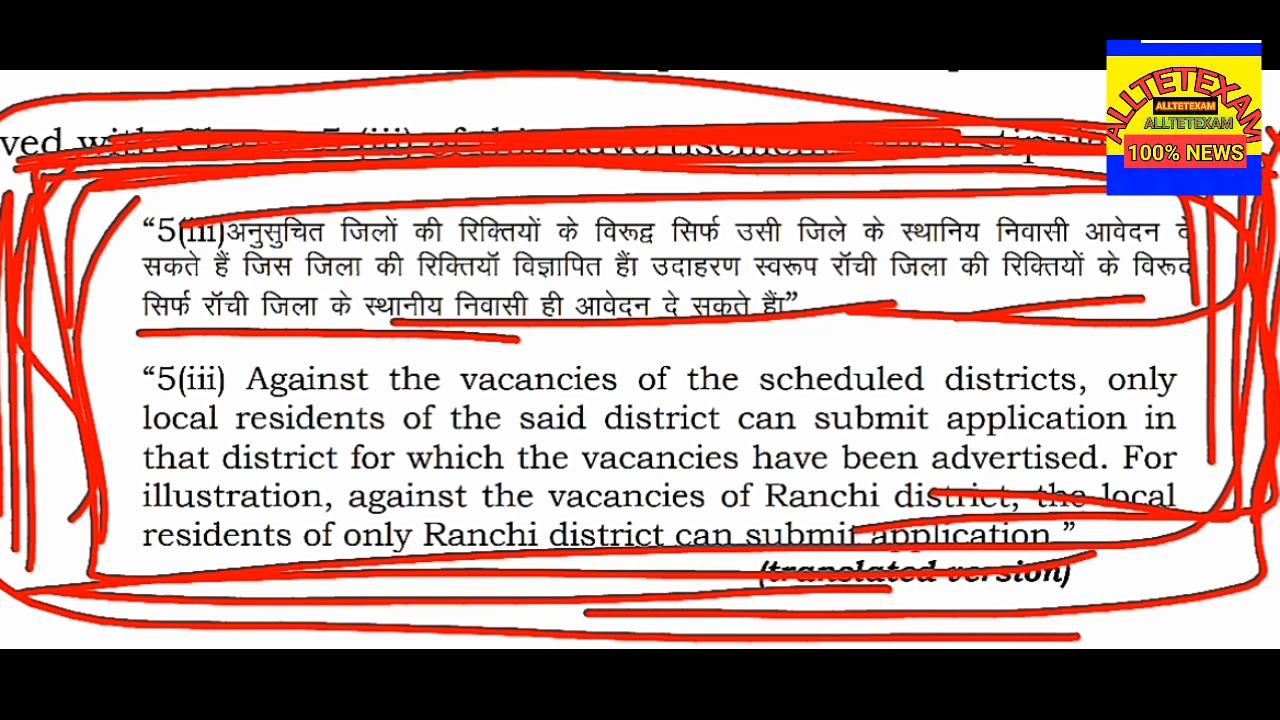 ved with
“5(iii)अनुसुचित जिलों की रिक्तियों के विरूद्व सिर्फ उसी जिले के स्थानिय निवासी आवेदन दे
सकते हैं जिस जिला की रिक्तियॉ विज्ञापित हैं। उदाहरण स्वरूप रॉची जिला की रिक्तियों के विरूद
सिर्फ रॉची जिला के स्थानीय निवासी ही आवेदन दे सकते हैं।”
“5(iii) Against the vacancies of the scheduled districts, only
local residents of the said district can submit application in
that district for which the vacancies have been advertised. For
illustration, against the vacancies of Ranchi district, the local
residents of only Ranchi district can submit application.”
(translated version)
ALLTETEXAM
ALLTETEXAM
ALLTETEXAM
100% NEWS